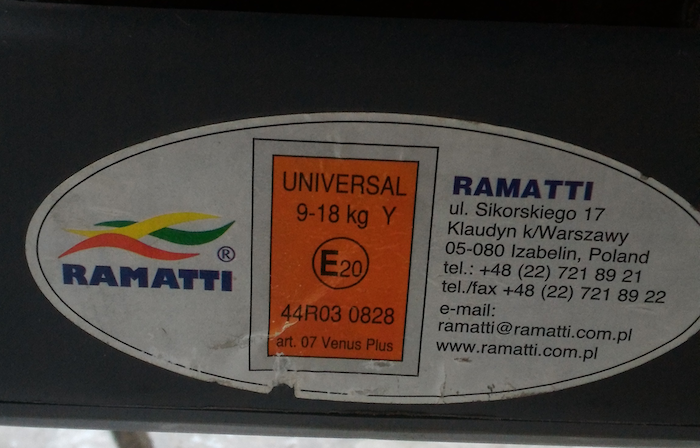 RAMATTI ®
UNIVERSAL
9-18 kg Y
E20
44R03 0828
art. 07 Venus Plus
RAMATTI
ul. Sikorskiego 17
Klaudyn k/Warszawy
05-080 Izabelin, Poland
tel.: +48 (22) 721 89 21
tel./fax +48 (22) 721 89 22
e-mail:
ramatti@ramatti.com.pl
www.ramatti.com.pl